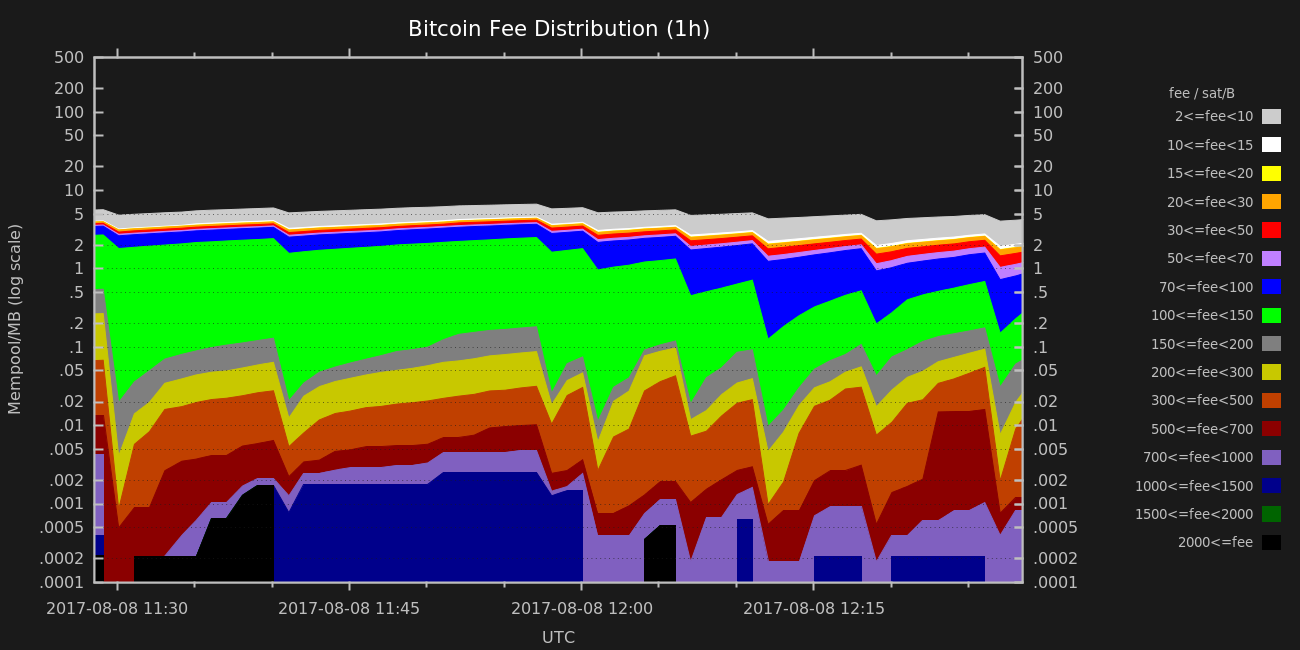 Bitcoin Fee Distribution (1h)
500 500
200 200
100 100
50 50
20 20
10 10
5 5
2 2
1 1
.5 .5
.2 .2
.1 .1
.05 .05
.02 .02
.01 .01
.005 .005
.002 .002
.001 .001
.0005 .0005
.0002 .0002
.0001 .0001
Mempool/MB (log scale)
2017-08-08 11:30 2017-08-08 11:45 2017-08-08 12:00 2017-08-08 12:15
UTC
fee / sat/B
2<=fee<10
10<=fee<15
15<=fee<20
20<=fee<30
30<=fee<50
50<=fee<70
70<=fee<100
100<=fee<150
150<=fee<200
200<=fee<300
300<=fee<500
500<=fee<700
700<=fee<1000
1000<=fee<1500
1500<=fee<2000
2000<=fee